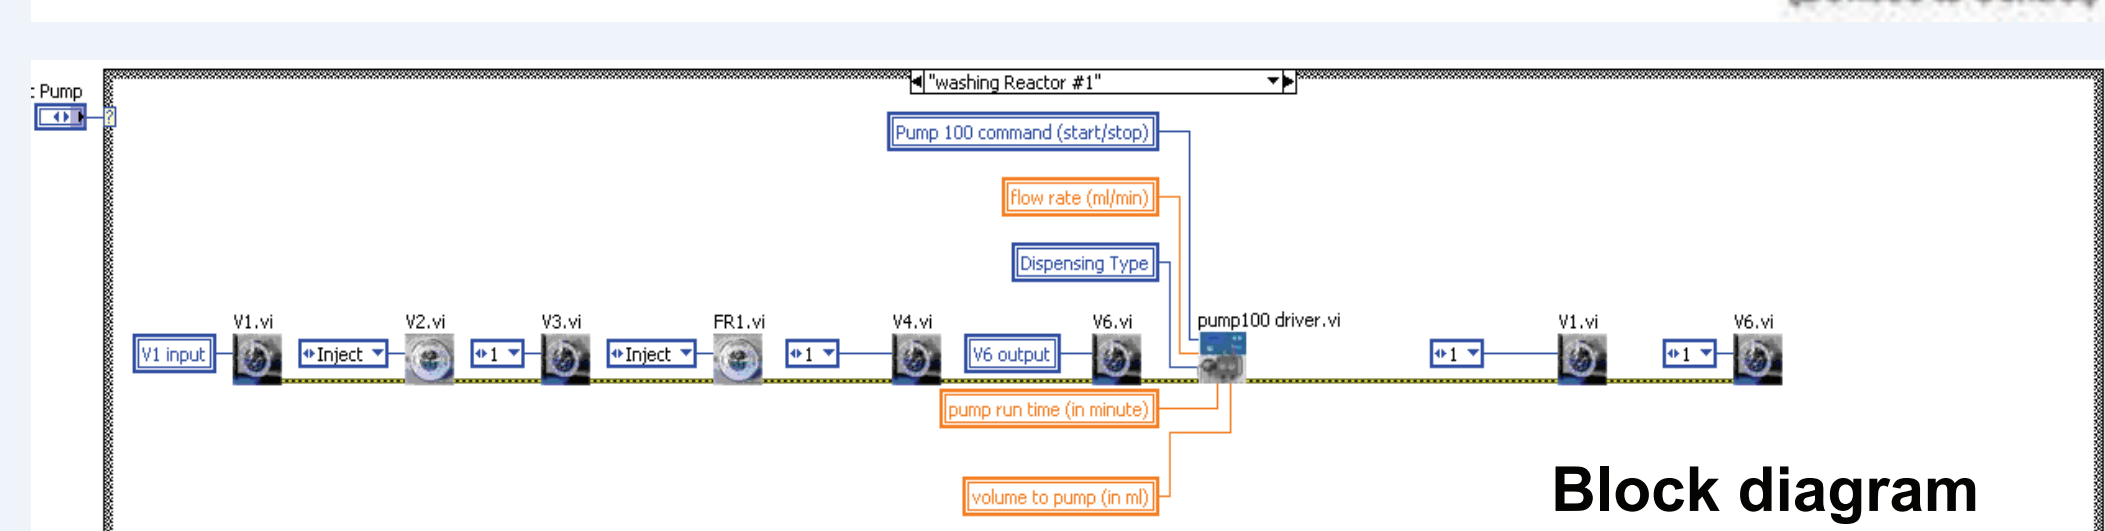 : Pump
?
"washing Reactor #1"
Pump 100 command (start/stop)
flow rate (ml/min)
Dispensing Type
V1.vi V2.vi V3.vi FR1.vi V4.vi V6.vi pump100 driver.vi V1.vi V6.vi
V1 input Inject 1 Inject 1 V6 output 1 1
pump run time (in minute)
volume to pump (in ml)
Block diagram